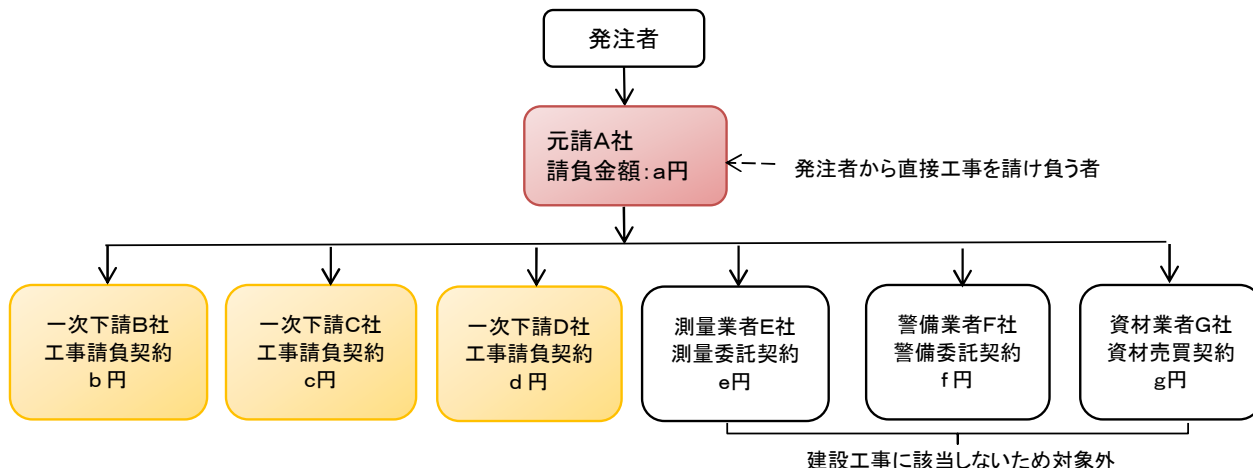 発注者
元請A社
請負金額:a円
発注者から直接工事を請け負う者
一次下請B社
工事請負契約
b 円
一次下請C社
工事請負契約
c円
一次下請D社
工事請負契約
d 円
測量業者E社
測量委託契約
e円
警備業者F社
警備委託契約
f 円
資材業者G社
資材売買契約
g円
建設工事に該当しないため対象外